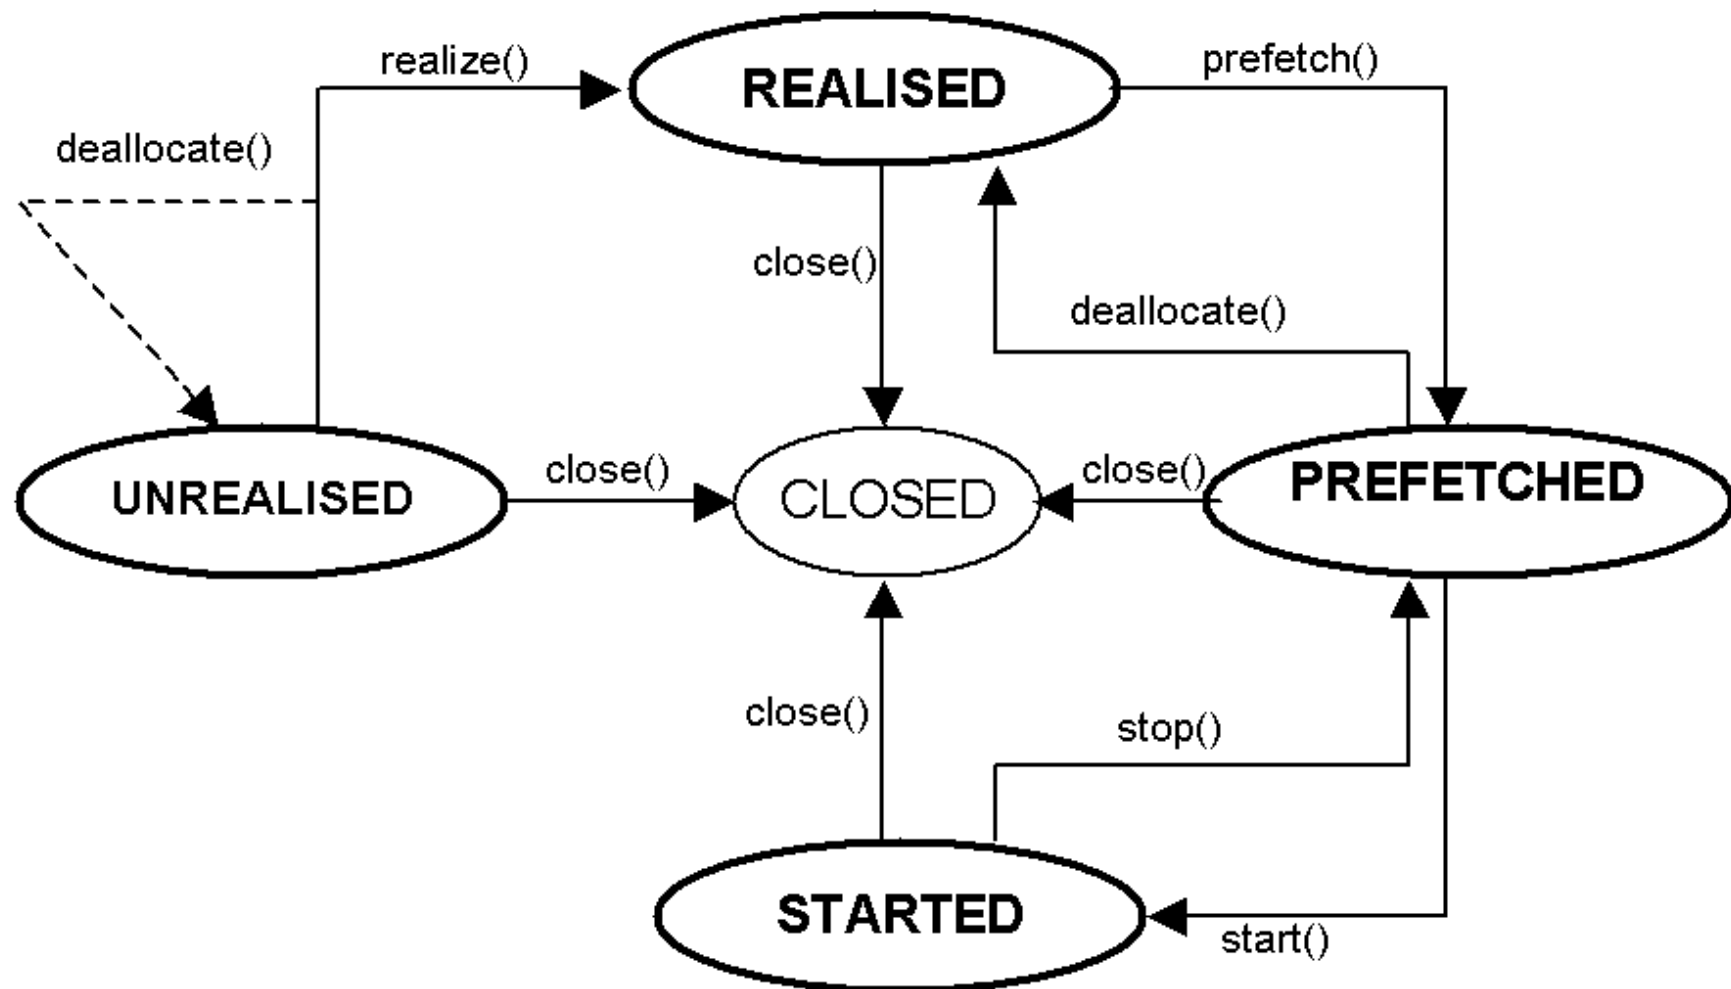 realize()
REALISED
prefetch()
deallocate()
close()
deallocate()
UNREALISED
close()
CLOSED
close()
PREFETCHED
close()
stop()
STARTED
start()